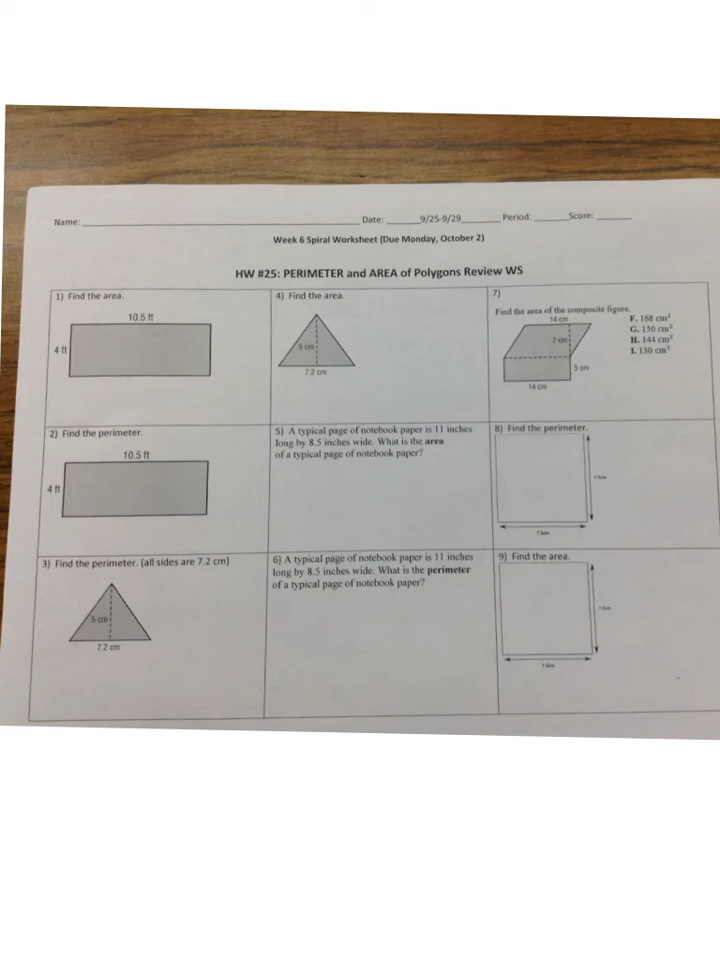 Name: ____ Date: ____ 9/25-9/29 ____ Period: ____ Score: ____
Week 6 Spiral Worksheet (Due Monday, October 2)
HW #25: PERIMETER and AREA of Polygons Review WS
1) Find the area.
10.5 ft
4 ft
4) Find the area.
5 cm
7.2 cm
7)
Find the area of the composite figure.
14 cm
7 cm
5 cm
14 cm
F. 168 cm²
G. 150 cm²
H. 144 cm²
I. 130 cm²
2) Find the perimeter.
10.5 ft
4 ft
5) A typical page of notebook paper is 11 inches
long by 8.5 inches wide. What is the area
of a typical page of notebook paper?
8) Find the perimeter.
3) Find the perimeter. (all sides are 7.2 cm)
5 cm
7.2 cm
6) A typical page of notebook paper is 11 inches
long by 8.5 inches wide. What is the perimeter
of a typical page of notebook paper?
9) Find the area.